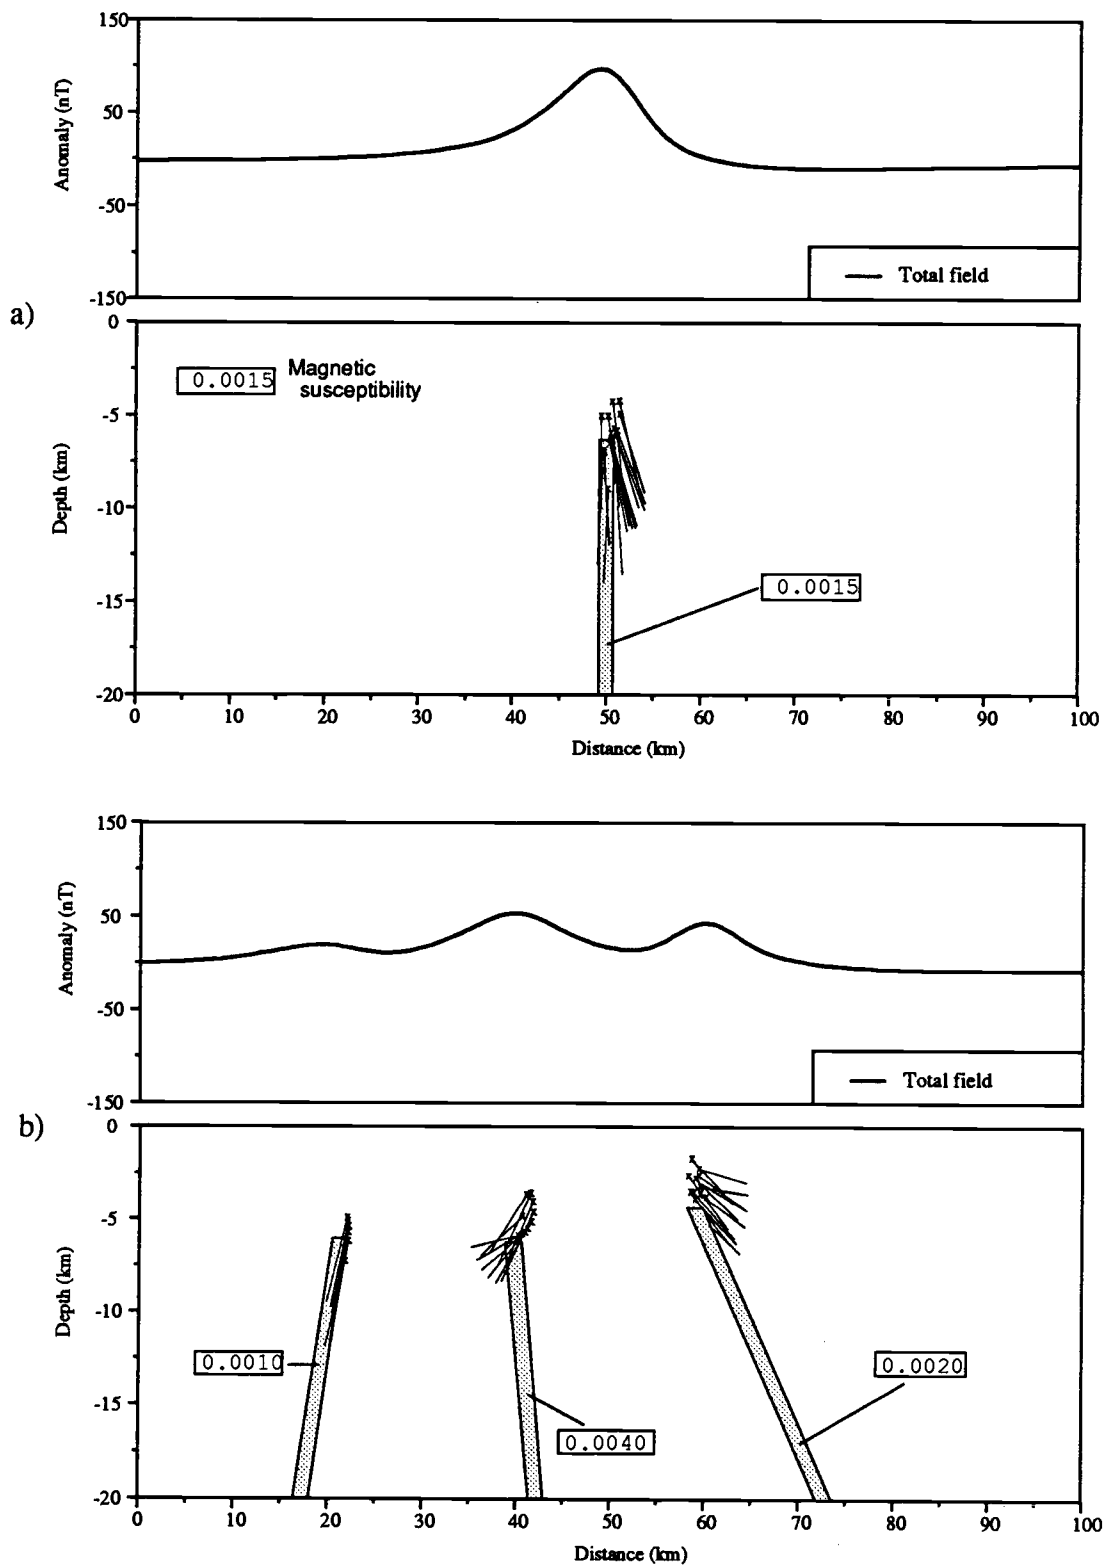 150
50
-50
-150
Anomaly (nT)
Total field
a)
0
-5
-10
-15
-20
Depth (km)
0.0015
Magnetic
susceptibility
0.0015
0 10 20 30 40 50 60 70 80 90 100
Distance (km)
150
50
0
-50
-150
Anomaly (nT)
Total field
b)
0
-5
-10
-15
-20
Depth (km)
0.0010
0.0040
0.0020
0 10 20 30 40 50 60 70 80 90 100
Distance (km)